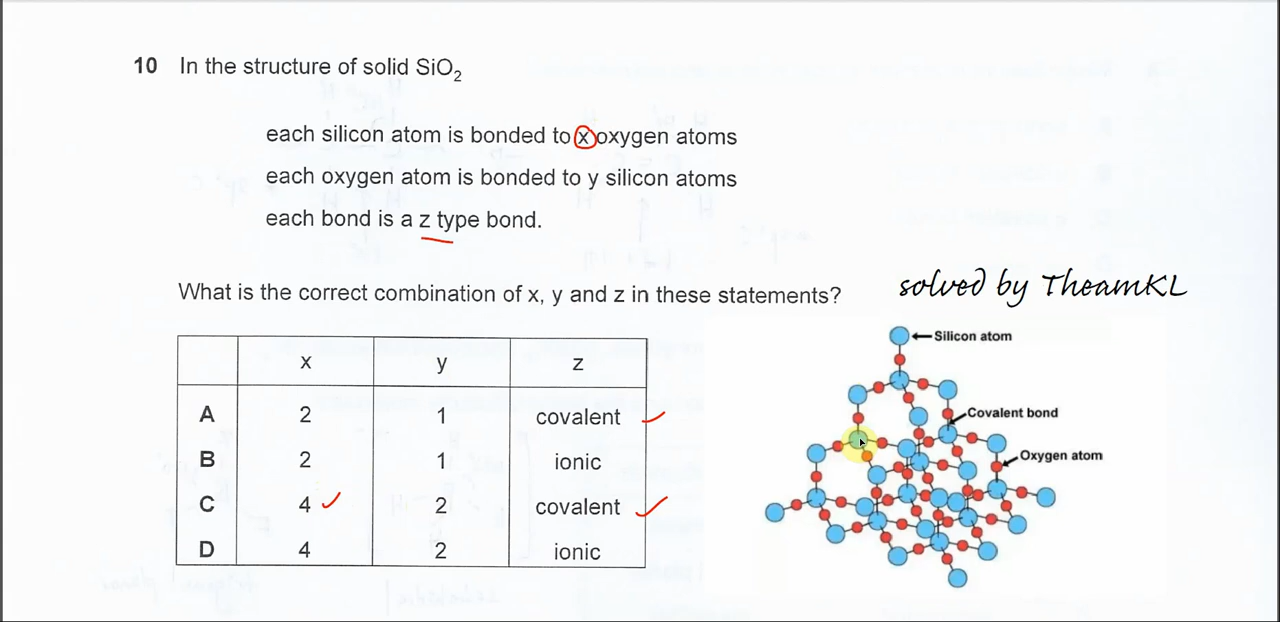 10 In the structure of solid SiO₂
each silicon atom is bonded to x oxygen atoms
each oxygen atom is bonded to y silicon atoms
each bond is a z type bond.
What is the correct combination of x, y and z in these statements?
solved by TheamKL
x y z
A 2 1 covalent
B 2 1 ionic
C 4 2 covalent
D 4 2 ionic
Silicon atom
Covalent bond
Oxygen atom